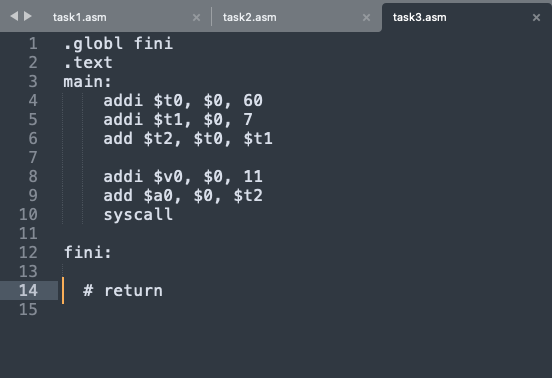 task1.asm × task2.asm × task3.asm ×
1 .globl fini
2 .text
3 main:
4 addi $t0, $0, 60
5 addi $t1, $0, 7
6 add $t2, $t0, $t1
7
8 addi $v0, $0, 11
9 add $a0, $0, $t2
10 syscall
11
12 fini:
13
14 # return
15